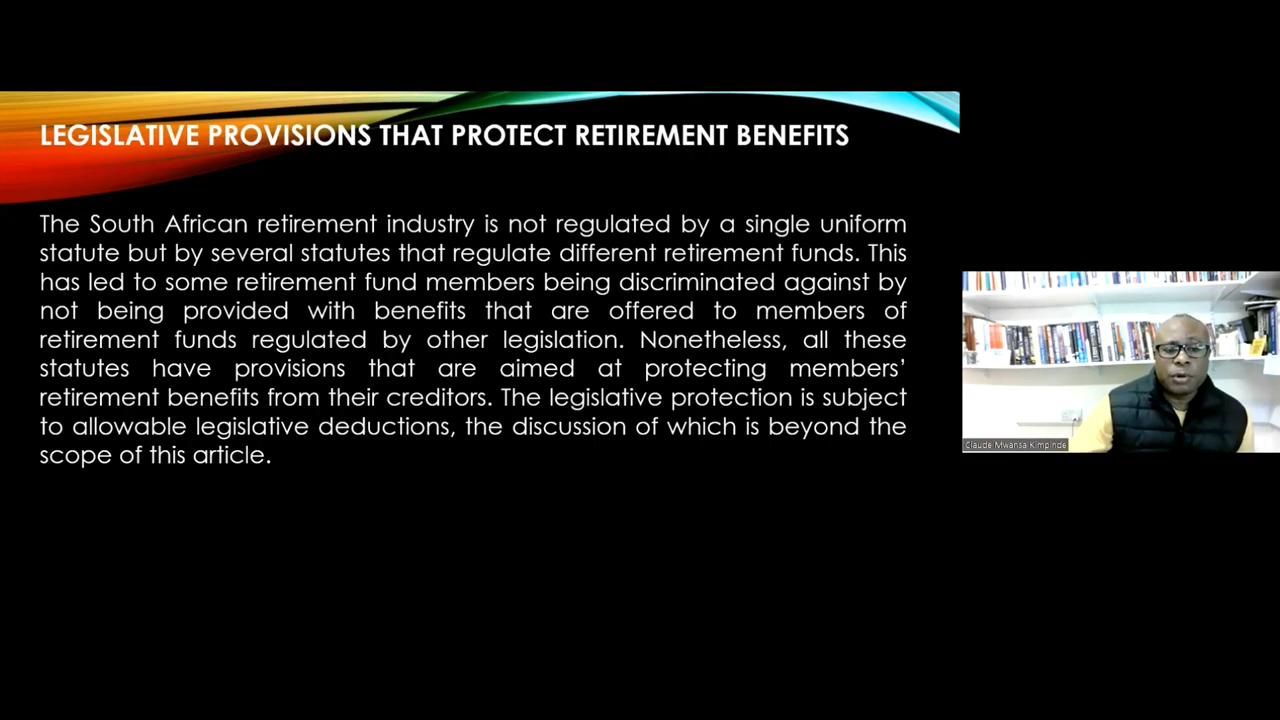 LEGISLATIVE PROVISIONS THAT PROTECT RETIREMENT BENEFITS
The South African retirement industry is not regulated by a single uniform
statute but by several statutes that regulate different retirement funds. This
has led to some retirement fund members being discriminated against by
not being provided with benefits that are offered to members of
retirement funds regulated by other legislation. Nonetheless, all these
statutes have provisions that are aimed at protecting members’
retirement benefits from their creditors. The legislative protection is subject
to allowable legislative deductions, the discussion of which is beyond the
scope of this article.
Claude Mwansa Kimpinde